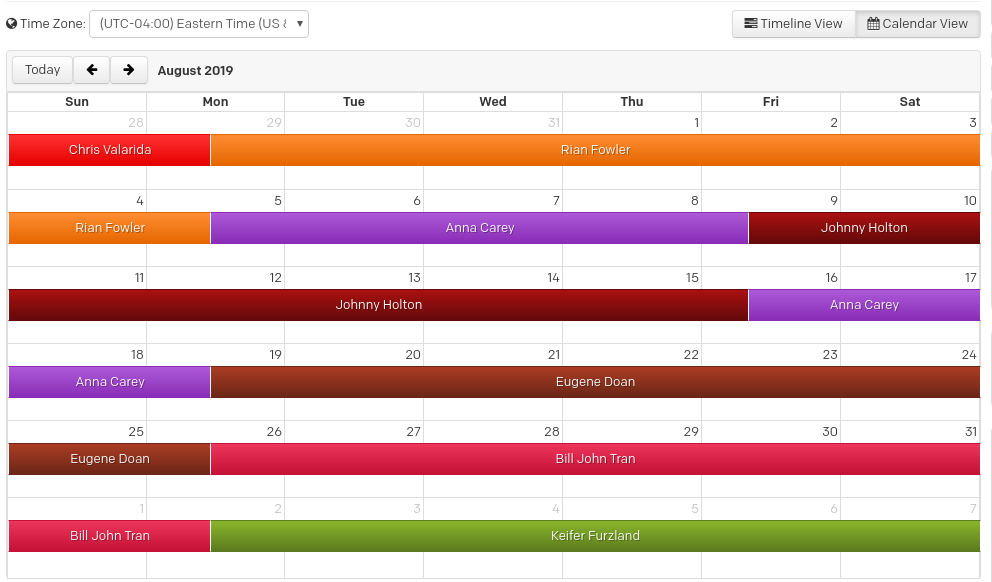 Time Zone: (UTC-04:00) Eastern Time (US & Timeline View Calendar View
Today August 2019
Sun Mon Tue Wed Thu Fri Sat
28 29 30 31 1 2 3
Chris Valarida Rian Fowler
4 5 6 7 8 9 10
Rian Fowler Anna Carey Johnny Holton
11 12 13 14 15 16 17
Johnny Holton Anna Carey
18 19 20 21 22 23 24
Anna Carey Eugene Doan
25 26 27 28 29 30 31
Eugene Doan Bill John Tran
1 2 3 4 5 6 7
Bill John Tran Keifer Furzland